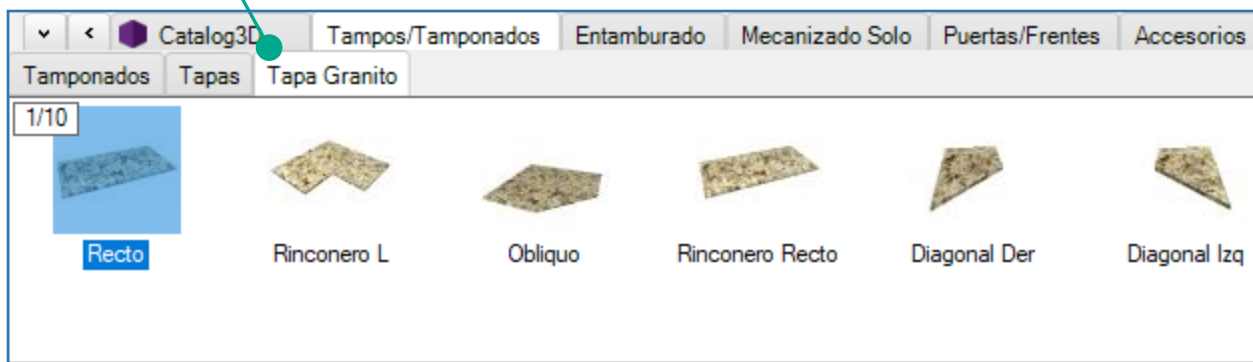 Catalog3D Tampos/Tamponados Entamburado Mecanizado Solo Puertas/Frentes Accesorios
Tamponados Tapas Tapa Granito
1/10
Recto Rinconero L Obliquo Rinconero Recto Diagonal Der Diagonal Izq